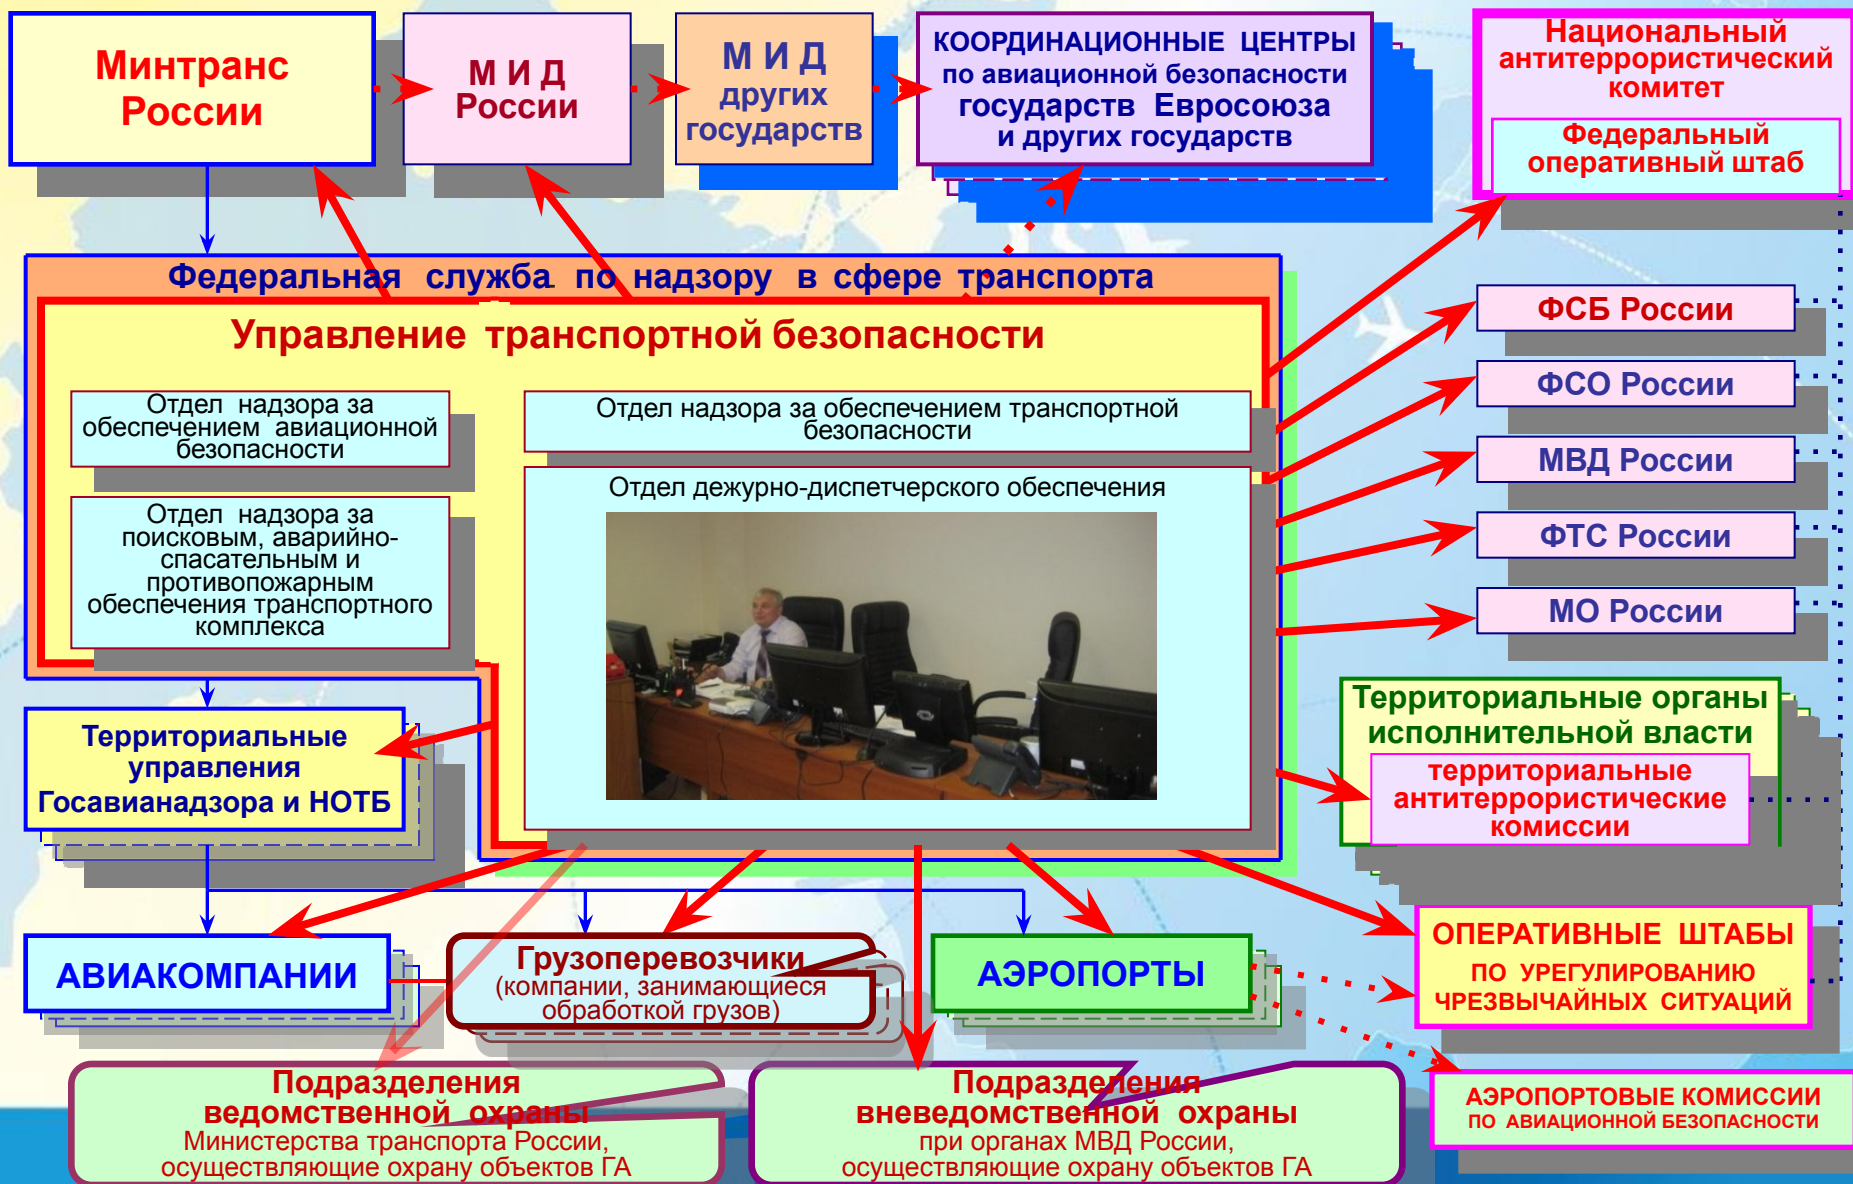 Минтранс
России
М И Д
России
М И Д
других
государств
КООРДИНАЦИОННЫЕ ЦЕНТРЫ
по авиационной безопасности
государств Евросоюза
и других государств
Национальный
антитеррористический
комитет
Федеральный
оперативный штаб
Федеральная служба по надзору в сфере транспорта
Управление транспортной безопасности
Отдел надзора за
обеспечением авиационной
безопасности
Отдел надзора за
поисковым, аварийно-
спасательным и
противопожарным
обеспечения транспортного
комплекса
Отдел надзора за обеспечением транспортной
безопасности
Отдел дежурно-диспетчерского обеспечения
ФСБ России
ФСО России
МВД России
ФТС России
МО России
Территориальные органы
исполнительной власти
территориальные
антитеррористические
комиссии
Территориальные
управления
Госавианадзора и НОТБ
АВИАКОМПАНИИ
Грузоперевозчики
(компании, занимающиеся
обработкой грузов)
АЭРОПОРТЫ
ОПЕРАТИВНЫЕ ШТАБЫ
ПО УРЕГУЛИРОВАНИЮ
ЧРЕЗВЫЧАЙНЫХ СИТУАЦИЙ
Подразделения
ведомственной охраны
Министерства транспорта России,
осуществляющие охрану объектов ГА
Подразделения
вневедомственной охраны
при органах МВД России,
осуществляющие охрану объектов ГА
АЭРОПОРТОВЫЕ КОМИССИИ
ПО АВИАЦИОННОЙ БЕЗОПАСНОСТИ